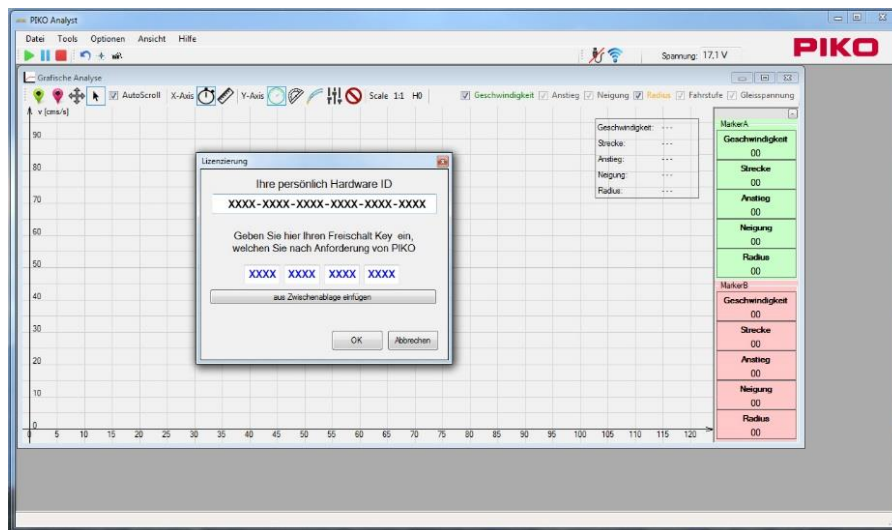 PIKO Analyst
Datei Tools Optionen Ansicht Hilfe
Spannung: 17,1 V
PIKO
Grafische Analyse
AutoScroll X-Axis Y-Axis Scale 1:1 H0 Geschwindigkeit Anstieg Neigung Radius Fahrstufe Gleisspannung
v [cms/s]
90
80
70
60
50
40
30
20
10
0
0 5 10 15 20 25 30 35 40 45 50 55 60 65 70 75 80 85 90 95 100 105 110 115 120
Geschwindigkeit: ---
Strecke: ---
Anstieg: ---
Neigung: ---
Radius: ---
MarkerA
Geschwindigkeit
00
Strecke
00
Anstieg
00
Neigung
00
Radius
00
MarkerB
Geschwindigkeit
00
Strecke
00
Anstieg
00
Neigung
00
Radius
00
Lizenzierung
Ihre persönlich Hardware ID
XXXX-XXXX-XXXX-XXXX-XXXX-XXXX
Geben Sie hier Ihren Freischalt Key ein,
welchen Sie nach Anforderung von PIKO
XXXX XXXX XXXX XXXX
aus Zwischenablage einfügen
OK Abbrechen